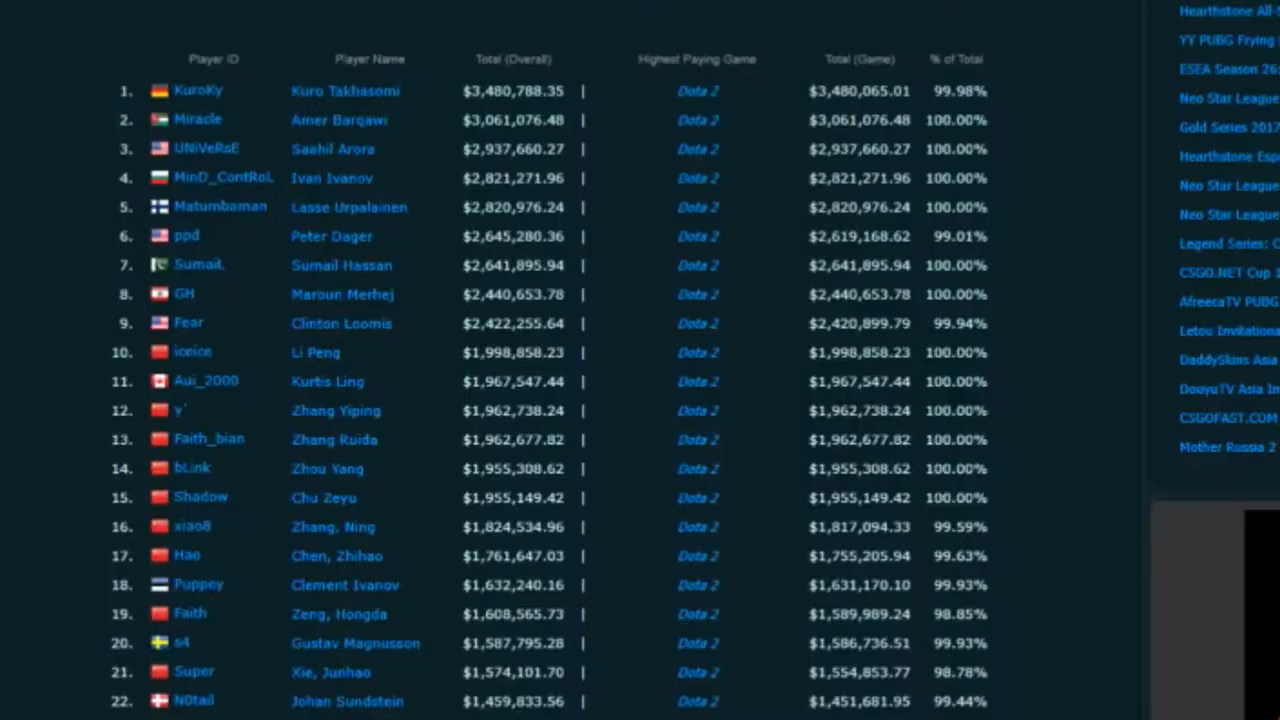 Player ID Player Name Total (Overall) Highest Paying Game Total (Game) % of Total
1. KuroKy Kuro Takhasomi $3,480,788.35 | Dota 2 $3,480,065.01 99.98%
2. Miracle Amer Barqawi $3,061,076.48 | Dota 2 $3,061,076.48 100.00%
3. UNiVeRsE Saahil Arora $2,937,660.27 | Dota 2 $2,937,660.27 100.00%
4. MinD_ContRoL Ivan Ivanov $2,821,271.96 | Dota 2 $2,821,271.96 100.00%
5. Matumbaman Lasse Urpalainen $2,820,976.24 | Dota 2 $2,820,976.24 100.00%
6. ppd Peter Dager $2,645,280.36 | Dota 2 $2,619,168.62 99.01%
7. SumaiL Sumail Hassan $2,641,895.94 | Dota 2 $2,641,895.94 100.00%
8. GH Maroun Merhej $2,440,653.78 | Dota 2 $2,440,653.78 100.00%
9. Fear Clinton Loomis $2,422,255.64 | Dota 2 $2,420,899.79 99.94%
10. iceice Li Peng $1,998,858.23 | Dota 2 $1,998,858.23 100.00%
11. Aui_2000 Kurtis Ling $1,967,547.44 | Dota 2 $1,967,547.44 100.00%
12. y` Zhang Yiping $1,962,738.24 | Dota 2 $1,962,738.24 100.00%
13. Faith_bian Zhang Ruida $1,962,677.82 | Dota 2 $1,962,677.82 100.00%
14. bLink Zhou Yang $1,955,308.62 | Dota 2 $1,955,308.62 100.00%
15. Shadow Chu Zeyu $1,955,149.42 | Dota 2 $1,955,149.42 100.00%
16. xiao8 Zhang, Ning $1,824,534.96 | Dota 2 $1,817,094.33 99.59%
17. Hao Chen, Zhihao $1,761,647.03 | Dota 2 $1,755,205.94 99.63%
18. Puppey Clement Ivanov $1,632,240.16 | Dota 2 $1,631,170.10 99.93%
19. Faith Zeng, Hongda $1,608,565.73 | Dota 2 $1,589,989.24 98.85%
20. s4 Gustav Magnusson $1,587,795.28 | Dota 2 $1,586,736.51 99.93%
21. Super Xie, Junhao $1,574,101.70 | Dota 2 $1,554,853.77 98.78%
22. N0tail Johan Sundstein $1,459,833.56 | Dota 2 $1,451,681.95 99.44%
Hearthstone All-S
YY PUBG Frying
ESEA Season 26:
Neo Star League
Gold Series 2017
Hearthstone Esp
Neo Star League
Neo Star League
Legend Series: C
CSGO.NET Cup 1
AfreecaTV PUBG
Letou Invitationa
DaddySkins Asia
DouyuTV Asia In
CSGOFAST.COM
Mother Russia 2